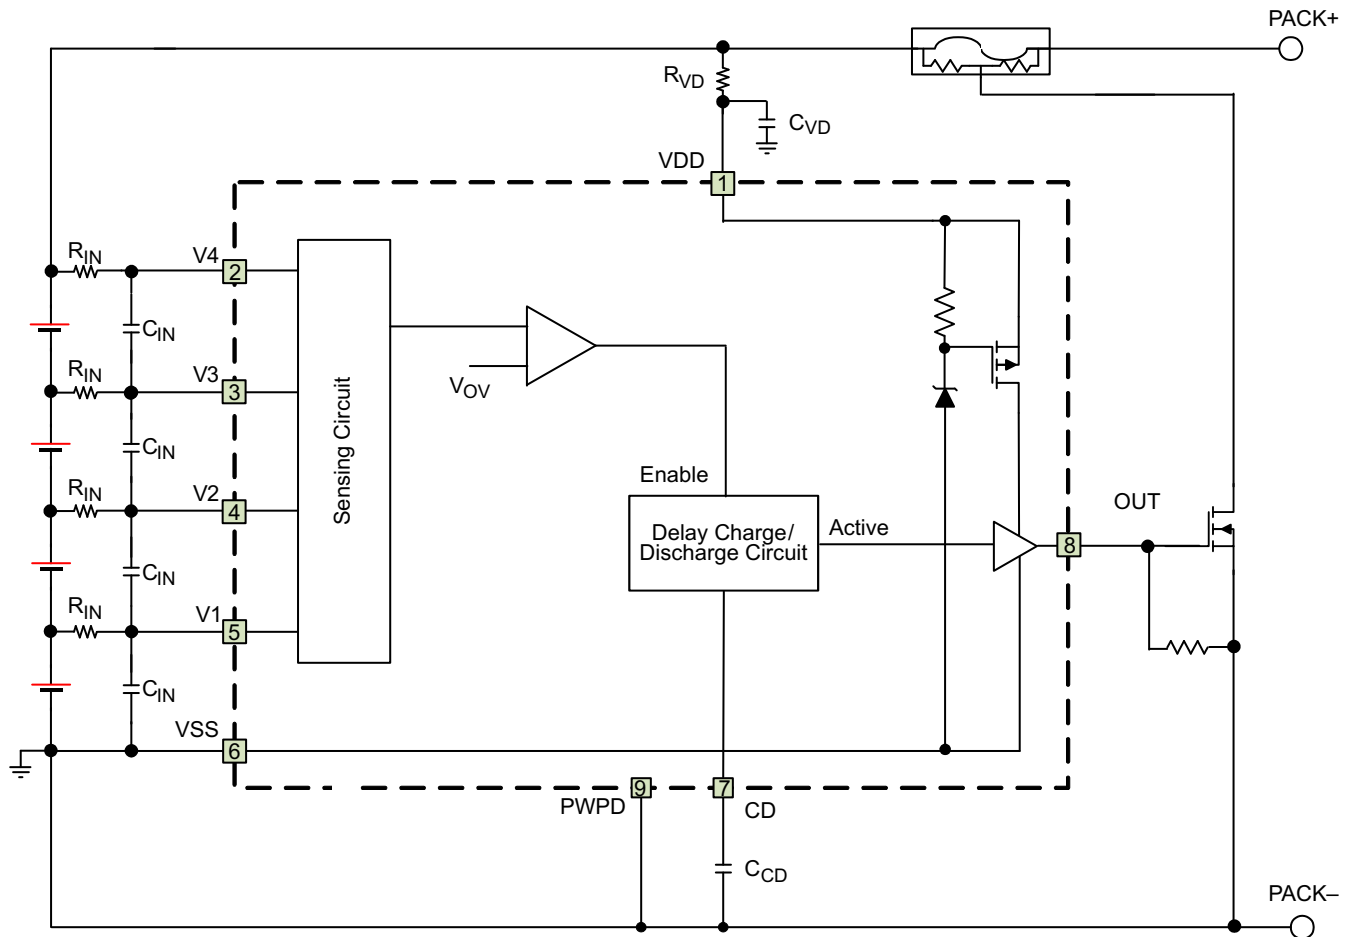 PACK+
RVD
CVD
VDD
1
RIN
V4
2
CIN
RIN
V3
3
VOV
CIN
Sensing Circuit
Enable
RIN
V2
4
OUT
Delay Charge/
Discharge Circuit
Active
8
CIN
RIN
V1
5
CIN
VSS
6
9
7
PWPD
CD
CCD
PACK–